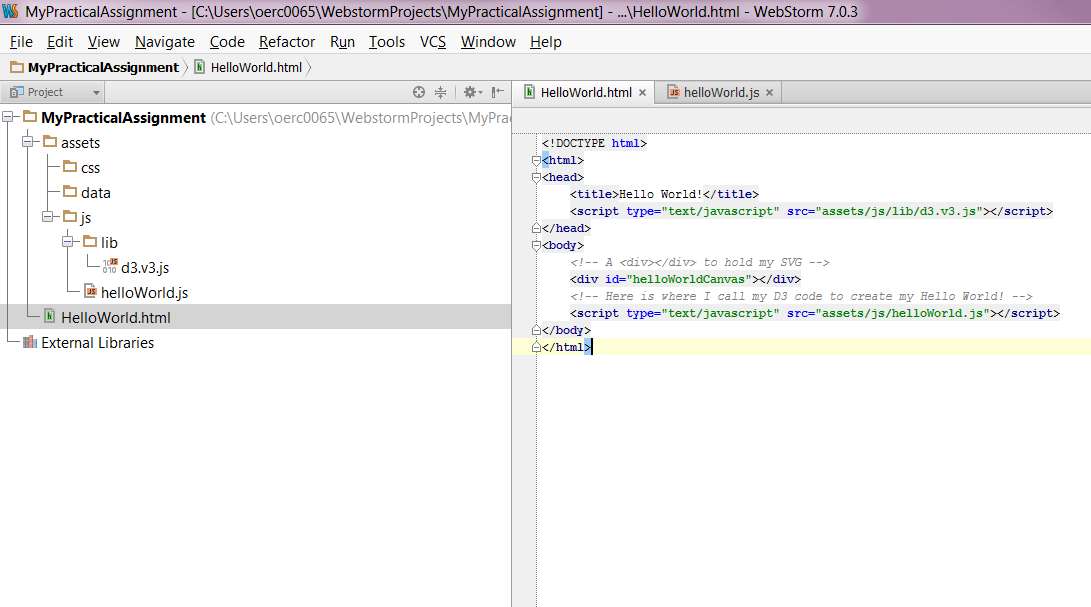 MyPracticalAssignment - [C:\Users\oerc0065\WebstormProjects\MyPracticalAssignment] - ...\HelloWorld.html - WebStorm 7.0.3
File Edit View Navigate Code Refactor Run Tools VCS Window Help
MyPracticalAssignment HelloWorld.html
Project
HelloWorld.html helloWorld.js
MyPracticalAssignment (C:\Users\oerc0065\WebstormProjects\MyPra
assets
css
data
js
lib
d3.v3.js
helloWorld.js
HelloWorld.html
External Libraries
<!DOCTYPE html>
<html>
<head>
<title>Hello World!</title>
<script type="text/javascript" src="assets/js/lib/d3.v3.js"></script>
</head>
<body>
<!-- A <div></div> to hold my SVG -->
<div id="helloWorldCanvas"></div>
<!-- Here is where I call my D3 code to create my Hello World! -->
<script type="text/javascript" src="assets/js/helloWorld.js"></script>
</body>
</html>